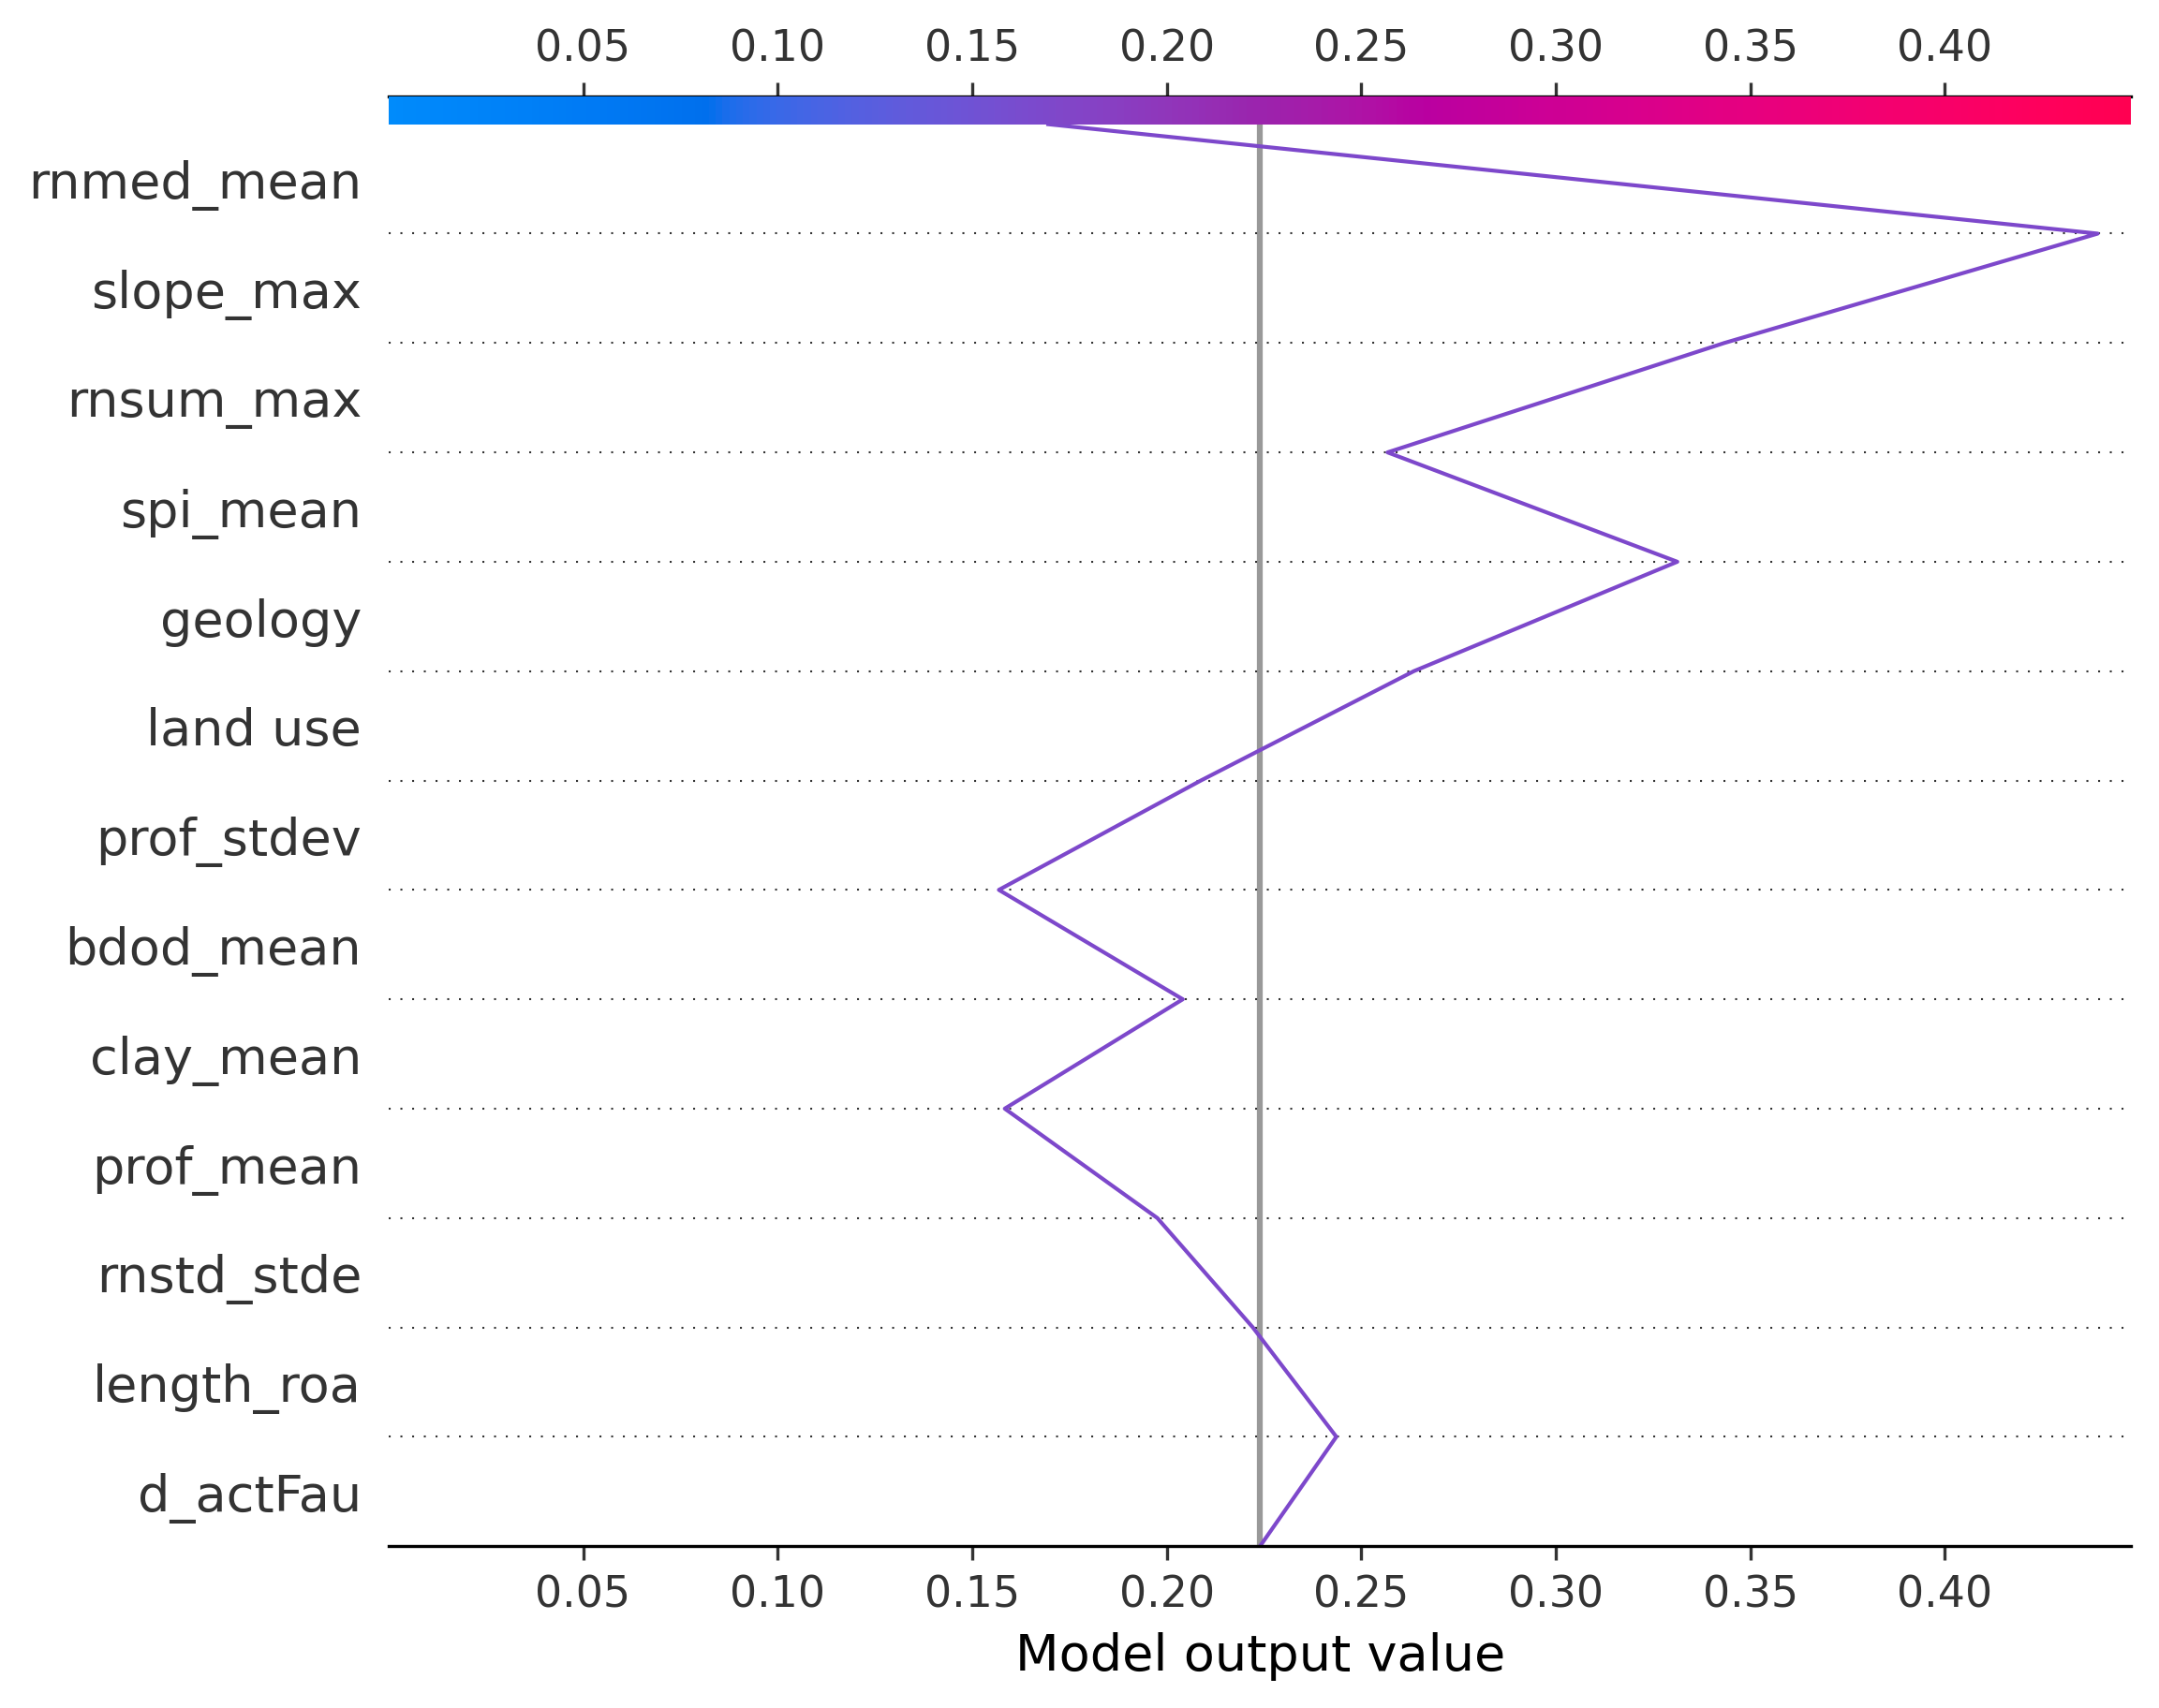 0.05 0.10 0.15 0.20 0.25 0.30 0.35 0.40
rnmed_mean
slope_max
rnsum_max
spi_mean
geology
land use
prof_stdev
bdod_mean
clay_mean
prof_mean
rnstd_stde
length_roa
d_actFau
0.05 0.10 0.15 0.20 0.25 0.30 0.35 0.40
Model output value